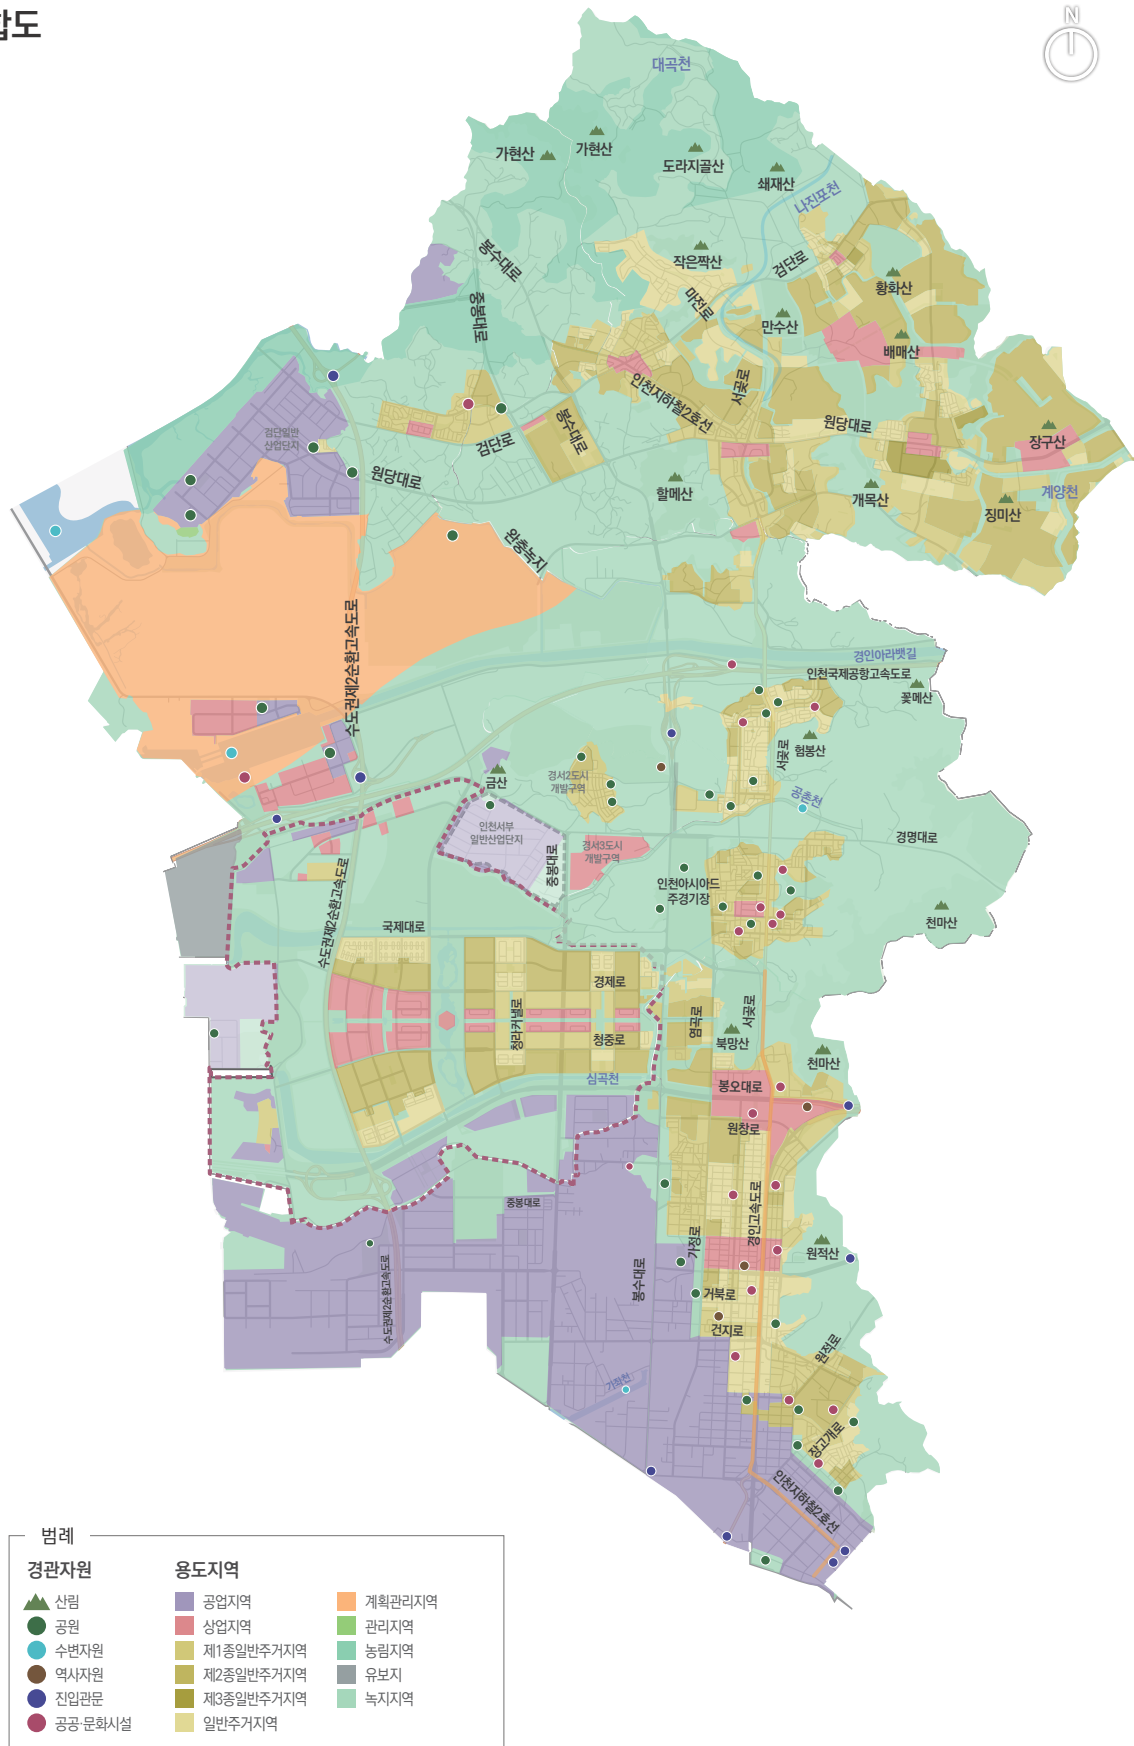 합도
N
대곡천
가현산
가현산
도라지골산
쇄재산
나진포천
봉수대로
작은짝산
검단로
황화산
중봉대로
마전로
만수산
배매산
인천지하철2호선
서곶로
검단일반
산업단지
검단로
봉수대로
원당대로
장구산
원당대로
할메산
개목산
계양천
징미산
완충녹지
수도권제2순환고속도로
경인아라뱃길
인천국제공항고속도로
꽃메산
서곶로
험봉산
금산
경서2도시
개발구역
공촌천
인천서부
일반산업단지
중봉대로
경서3도시
개발구역
경명대로
인천아시아드
주경기장
수도권제2순환고속도로
국제대로
천마산
경제로
청라커낼로
염곡로
서곶로
청중로
북망산
천마산
심곡천
봉오대로
원창로
중봉대로
경인고속도로
가정로
원적산
수도권제2순환고속도로
봉수대로
거북로
건지로
원적로
가좌천
장고개로
인천지하철2호선
범례
경관자원
산림
공원
수변자원
역사자원
진입관문
공공·문화시설
용도지역
공업지역
상업지역
제1종일반주거지역
제2종일반주거지역
제3종일반주거지역
일반주거지역
계획관리지역
관리지역
농림지역
유보지
녹지지역